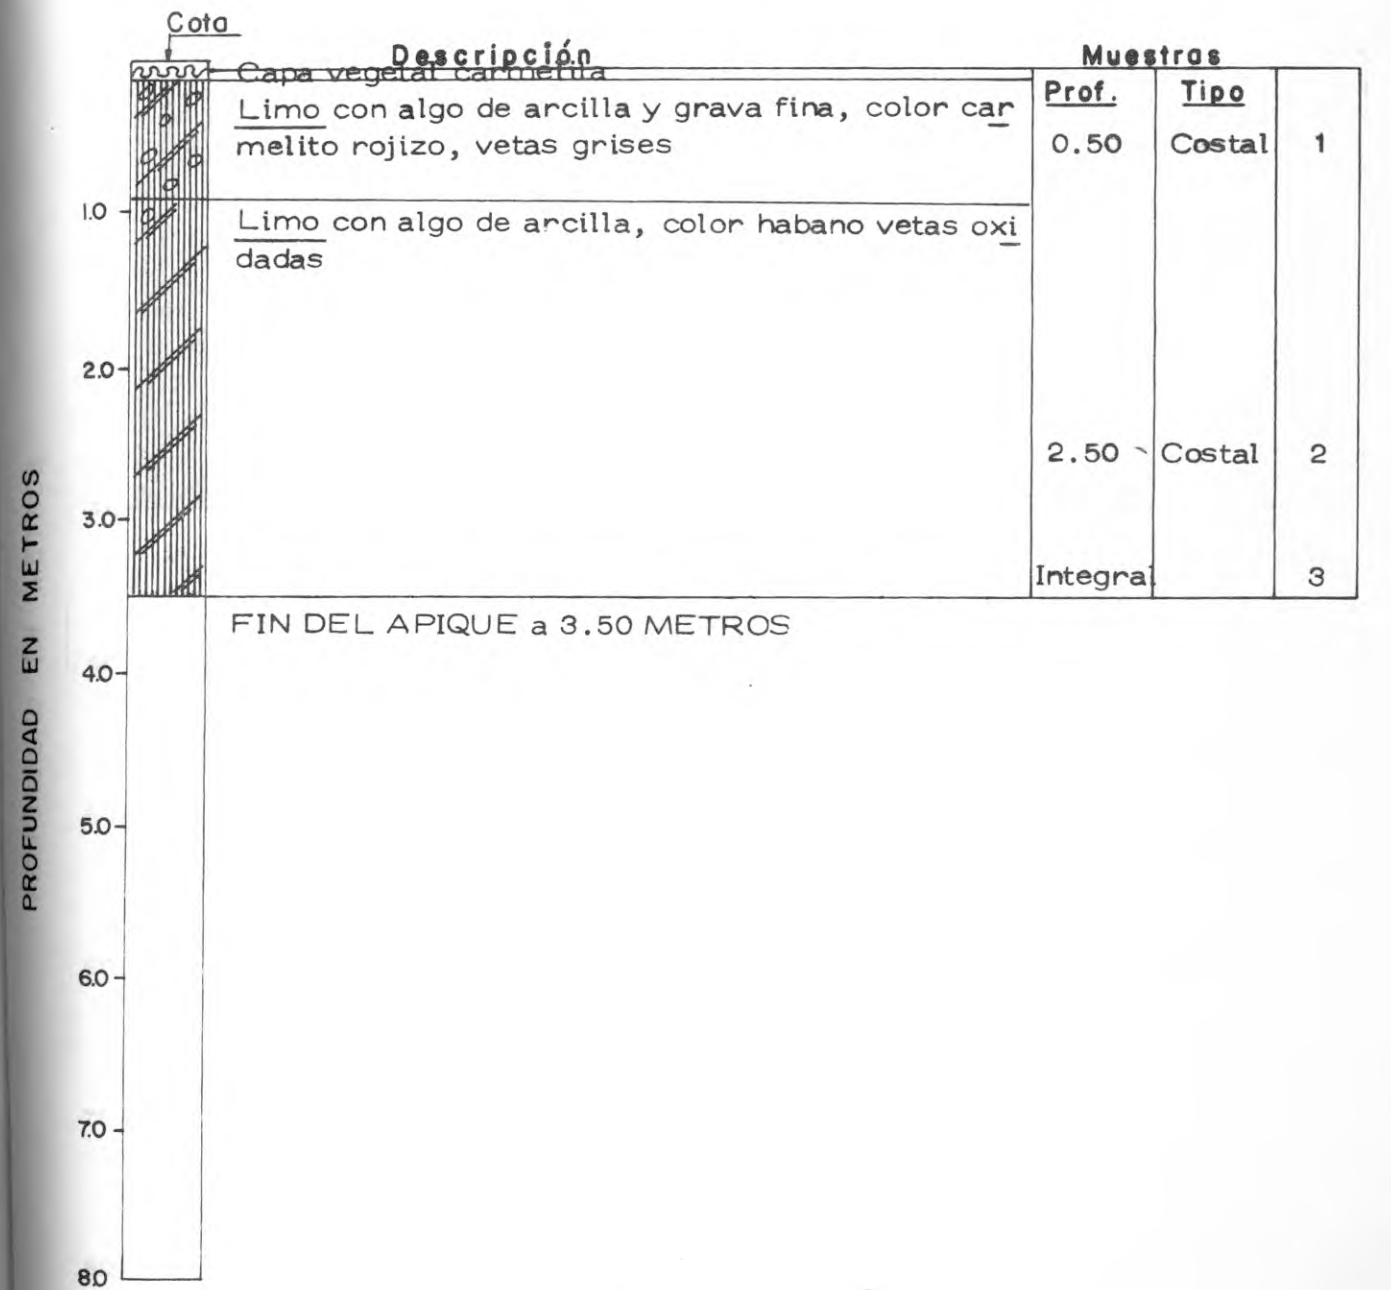 Cota
Descripción Muestras
Capa vegetal carmelita
Prof. Tipo
Limo con algo de arcilla y grava fina, color car
melito rojizo, vetas grises
0.50 Costal 1
1.0
Limo con algo de arcilla, color habano vetas oxi
dadas
2.0
2.50 Costal 2
3.0
Integral 3
FIN DEL APIQUE a 3.50 METROS
4.0
5.0
6.0
7.0
8.0
PROFUNDIDAD EN METROS